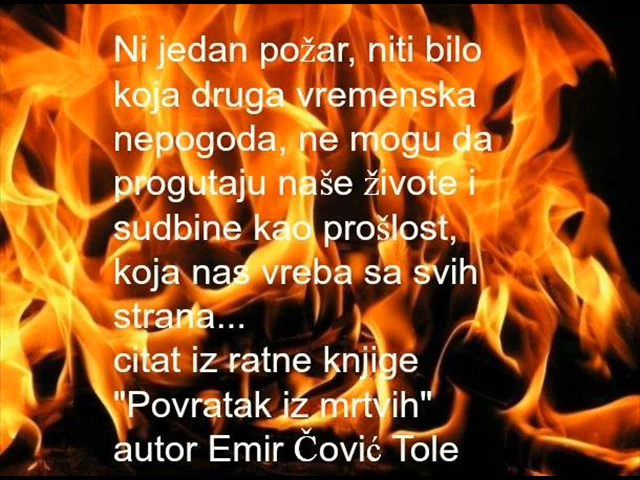 Ni jedan požar, niti bilo
koja druga vremenska
nepogoda, ne mogu da
progutaju naše živote i
sudbine kao prošlost,
koja nas vreba sa svih
strana...
citat iz ratne knjige
"Povratak iz mrtvih"
autor Emir Čović Tole